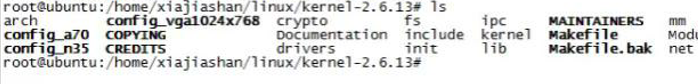 root@ubuntu:/home/xiajiashan/linux/kernel-2.6.13# ls
arch config_vga1024x768 crypto fs ipc MAINTAINERS mm
config_a70 COPYING Documentation include kernel Makefile Modu
config_n35 CREDITS drivers init lib Makefile.bak net
root@ubuntu:/home/xiajiashan/linux/kernel-2.6.13#